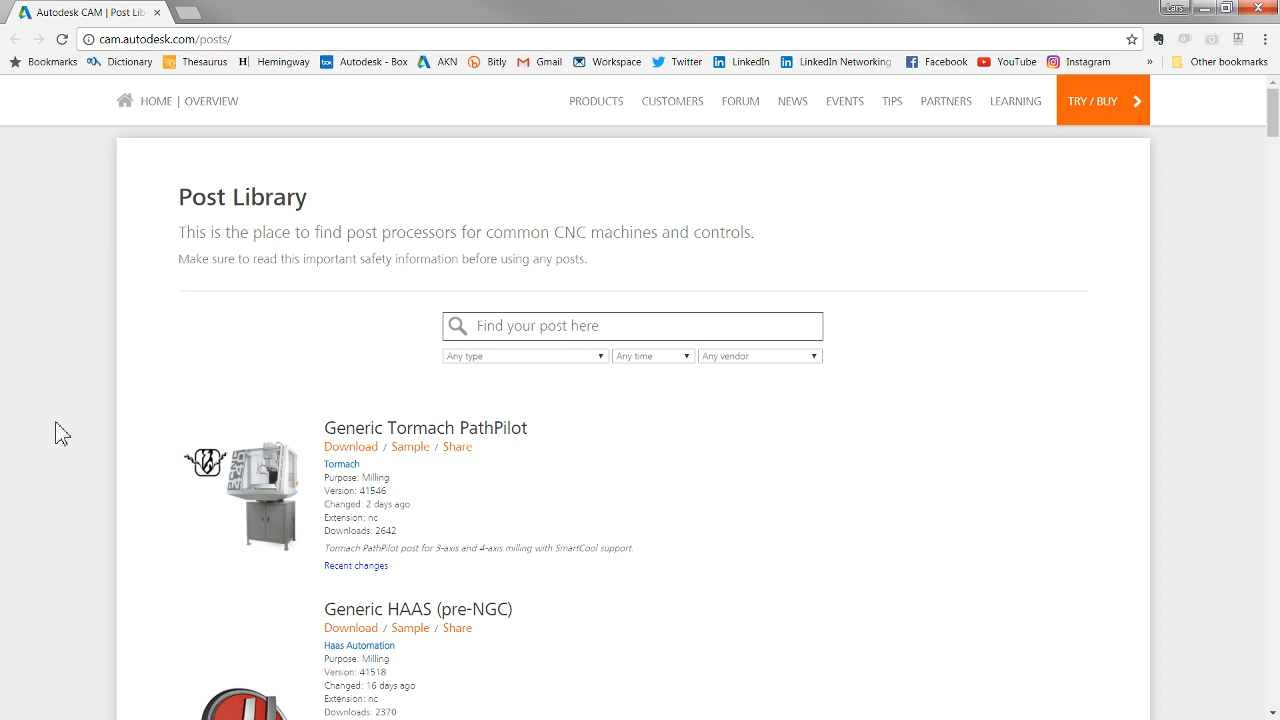 Autodesk CAM | Post Lib
Lars
cam.autodesk.com/posts/
Bookmarks Dictionary Thesaurus Hemingway Autodesk - Box AKN Bitly Gmail Workspace Twitter LinkedIn LinkedIn Networking Facebook YouTube Instagram » Other bookmarks
HOME | OVERVIEW PRODUCTS CUSTOMERS FORUM NEWS EVENTS TIPS PARTNERS LEARNING TRY / BUY
Post Library
This is the place to find post processors for common CNC machines and controls.
Make sure to read this important safety information before using any posts.
Find your post here
Any type Any time Any vendor
Generic Tormach PathPilot
Download / Sample / Share
Tormach
Purpose: Milling
Version: 41546
Changed: 2 days ago
Extension: nc
Downloads: 2642
Tormach PathPilot post for 3-axis and 4-axis milling with SmartCool support.
Recent changes
Generic HAAS (pre-NGC)
Download / Sample / Share
Haas Automation
Purpose: Milling
Version: 41518
Changed: 16 days ago
Extension: nc
Downloads: 2370